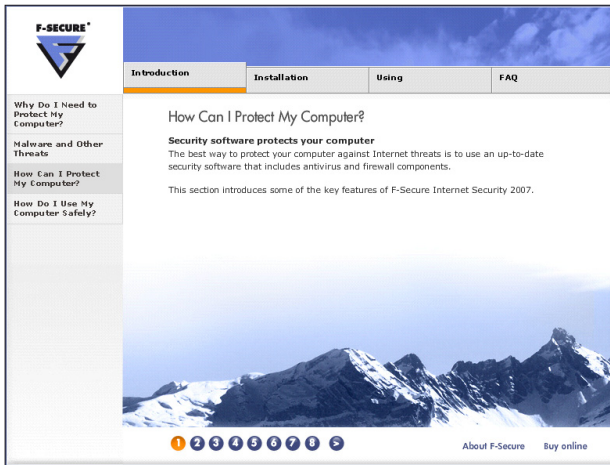 F-SECURE®
Introduction
Installation
Using
FAQ
Why Do I Need to
Protect My
Computer?
Malware and Other
Threats
How Can I Protect
My Computer?
How Do I Use My
Computer Safely?
How Can I Protect My Computer?
Security software protects your computer
The best way to protect your computer against Internet threats is to use an up-to-date
security software that includes antivirus and firewall components.
This section introduces some of the key features of F-Secure Internet Security 2007.
1 2 3 4 5 6 7 8 >
About F-Secure
Buy online